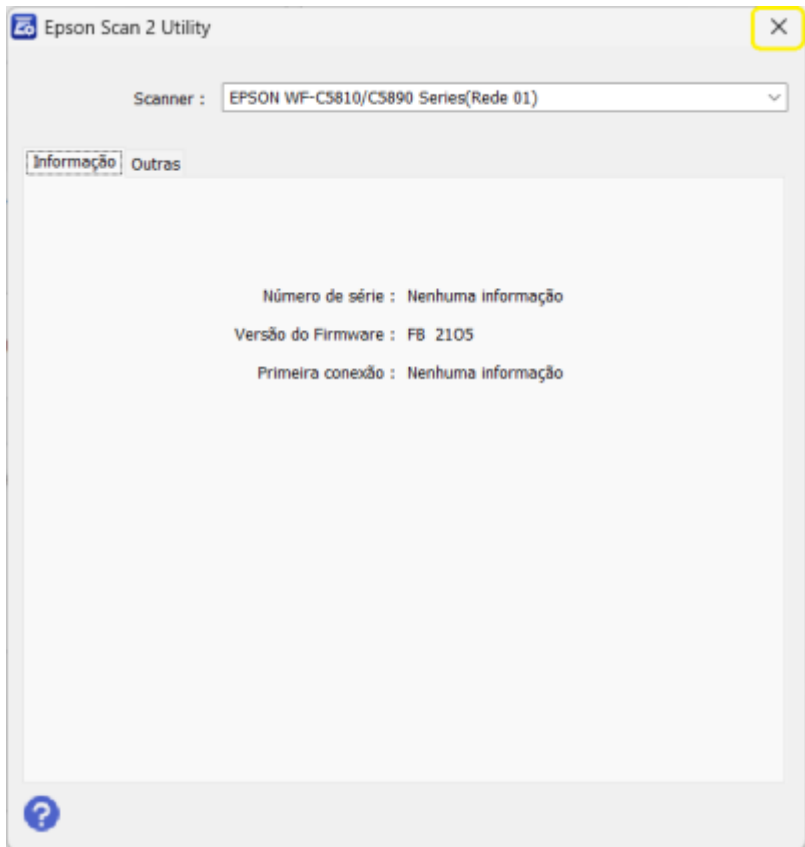 Epson Scan 2 Utility
Scanner : EPSON WF-C5810/C5890 Series(Rede 01)
Informação Outras
Número de série : Nenhuma informação
Versão do Firmware : FB 2105
Primeira conexão : Nenhuma informação
?